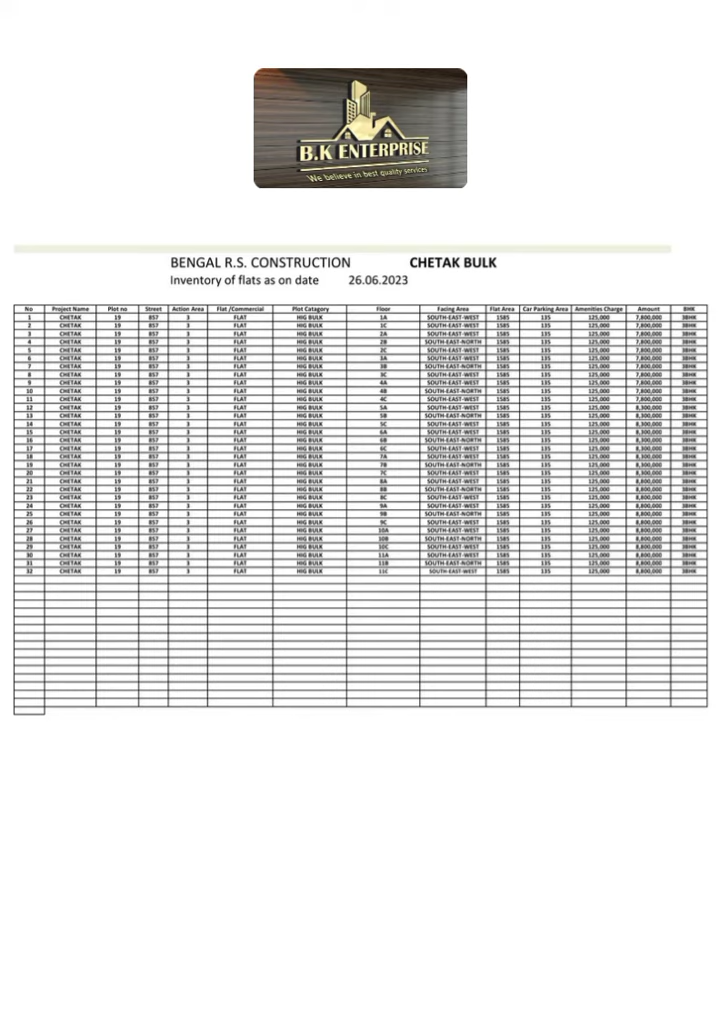 B.K ENTERPRISE
We believe in best quality services
BENGAL R.S. CONSTRUCTION CHETAK BULK
Inventory of flats as on date 26.06.2023
No Project Name Plot no Street Action Area Flat /Commercial Plot Catagory Floor Facing Area Flat Area Car Parking Area Amenities Charge Amount BHK
1 CHETAK 19 857 3 FLAT HIG BULK 1A SOUTH-EAST-WEST 1585 135 125,000 7,800,000 3BHK
2 CHETAK 19 857 3 FLAT HIG BULK 1C SOUTH-EAST-WEST 1585 135 125,000 7,800,000 3BHK
3 CHETAK 19 857 3 FLAT HIG BULK 2A SOUTH-EAST-WEST 1585 135 125,000 7,800,000 3BHK
4 CHETAK 19 857 3 FLAT HIG BULK 2B SOUTH-EAST-NORTH 1585 135 125,000 7,800,000 3BHK
5 CHETAK 19 857 3 FLAT HIG BULK 2C SOUTH-EAST-WEST 1585 135 125,000 7,800,000 3BHK
6 CHETAK 19 857 3 FLAT HIG BULK 3A SOUTH-EAST-WEST 1585 135 125,000 7,800,000 3BHK
7 CHETAK 19 857 3 FLAT HIG BULK 3B SOUTH-EAST-NORTH 1585 135 125,000 7,800,000 3BHK
8 CHETAK 19 857 3 FLAT HIG BULK 3C SOUTH-EAST-WEST 1585 135 125,000 7,800,000 3BHK
9 CHETAK 19 857 3 FLAT HIG BULK 4A SOUTH-EAST-WEST 1585 135 125,000 7,800,000 3BHK
10 CHETAK 19 857 3 FLAT HIG BULK 4B SOUTH-EAST-NORTH 1585 135 125,000 7,800,000 3BHK
11 CHETAK 19 857 3 FLAT HIG BULK 4C SOUTH-EAST-WEST 1585 135 125,000 7,800,000 3BHK
12 CHETAK 19 857 3 FLAT HIG BULK 5A SOUTH-EAST-WEST 1585 135 125,000 8,300,000 3BHK
13 CHETAK 19 857 3 FLAT HIG BULK 5B SOUTH-EAST-NORTH 1585 135 125,000 8,300,000 3BHK
14 CHETAK 19 857 3 FLAT HIG BULK 5C SOUTH-EAST-WEST 1585 135 125,000 8,300,000 3BHK
15 CHETAK 19 857 3 FLAT HIG BULK 6A SOUTH-EAST-WEST 1585 135 125,000 8,300,000 3BHK
16 CHETAK 19 857 3 FLAT HIG BULK 6B SOUTH-EAST-NORTH 1585 135 125,000 8,300,000 3BHK
17 CHETAK 19 857 3 FLAT HIG BULK 6C SOUTH-EAST-WEST 1585 135 125,000 8,300,000 3BHK
18 CHETAK 19 857 3 FLAT HIG BULK 7A SOUTH-EAST-WEST 1585 135 125,000 8,300,000 3BHK
19 CHETAK 19 857 3 FLAT HIG BULK 7B SOUTH-EAST-NORTH 1585 135 125,000 8,300,000 3BHK
20 CHETAK 19 857 3 FLAT HIG BULK 7C SOUTH-EAST-WEST 1585 135 125,000 8,300,000 3BHK
21 CHETAK 19 857 3 FLAT HIG BULK 8A SOUTH-EAST-WEST 1585 135 125,000 8,800,000 3BHK
22 CHETAK 19 857 3 FLAT HIG BULK 8B SOUTH-EAST-NORTH 1585 135 125,000 8,800,000 3BHK
23 CHETAK 19 857 3 FLAT HIG BULK 8C SOUTH-EAST-WEST 1585 135 125,000 8,800,000 3BHK
24 CHETAK 19 857 3 FLAT HIG BULK 9A SOUTH-EAST-WEST 1585 135 125,000 8,800,000 3BHK
25 CHETAK 19 857 3 FLAT HIG BULK 9B SOUTH-EAST-NORTH 1585 135 125,000 8,800,000 3BHK
26 CHETAK 19 857 3 FLAT HIG BULK 9C SOUTH-EAST-WEST 1585 135 125,000 8,800,000 3BHK
27 CHETAK 19 857 3 FLAT HIG BULK 10A SOUTH-EAST-WEST 1585 135 125,000 8,800,000 3BHK
28 CHETAK 19 857 3 FLAT HIG BULK 10B SOUTH-EAST-NORTH 1585 135 125,000 8,800,000 3BHK
29 CHETAK 19 857 3 FLAT HIG BULK 10C SOUTH-EAST-WEST 1585 135 125,000 8,800,000 3BHK
30 CHETAK 19 857 3 FLAT HIG BULK 11A SOUTH-EAST-WEST 1585 135 125,000 8,800,000 3BHK
31 CHETAK 19 857 3 FLAT HIG BULK 11B SOUTH-EAST-NORTH 1585 135 125,000 8,800,000 3BHK
32 CHETAK 19 857 3 FLAT HIG BULK 11C SOUTH-EAST-WEST 1585 135 125,000 8,800,000 3BHK